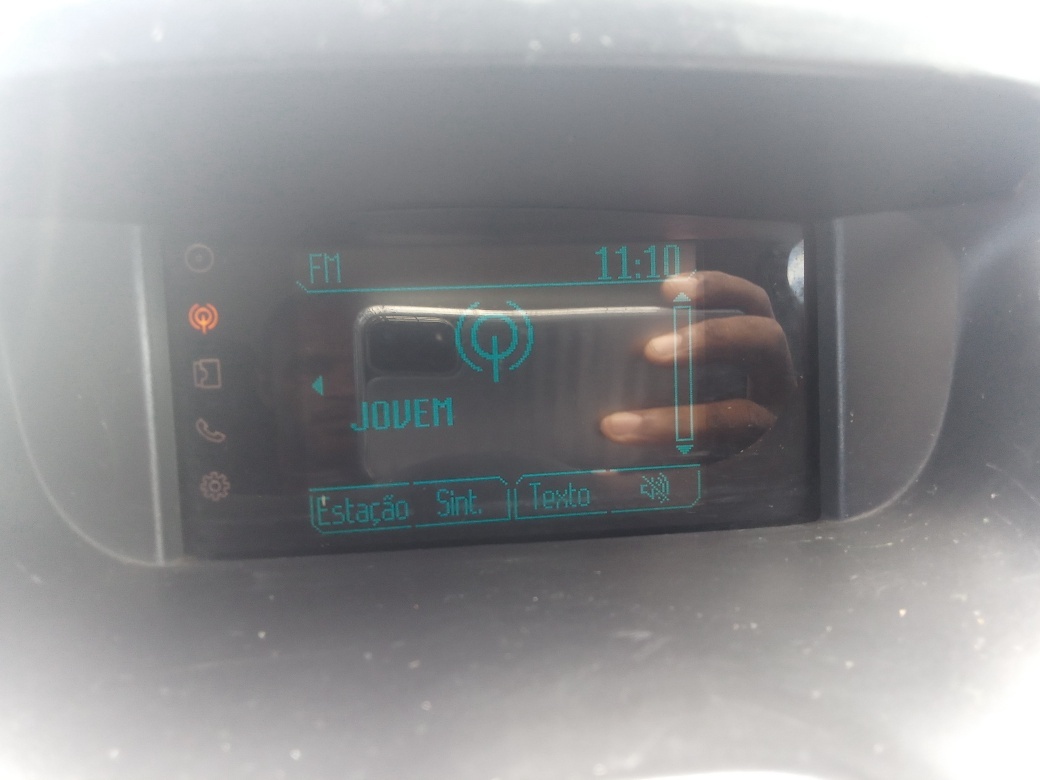 FM 11:10
JOVEM
Estação Sint. Texto